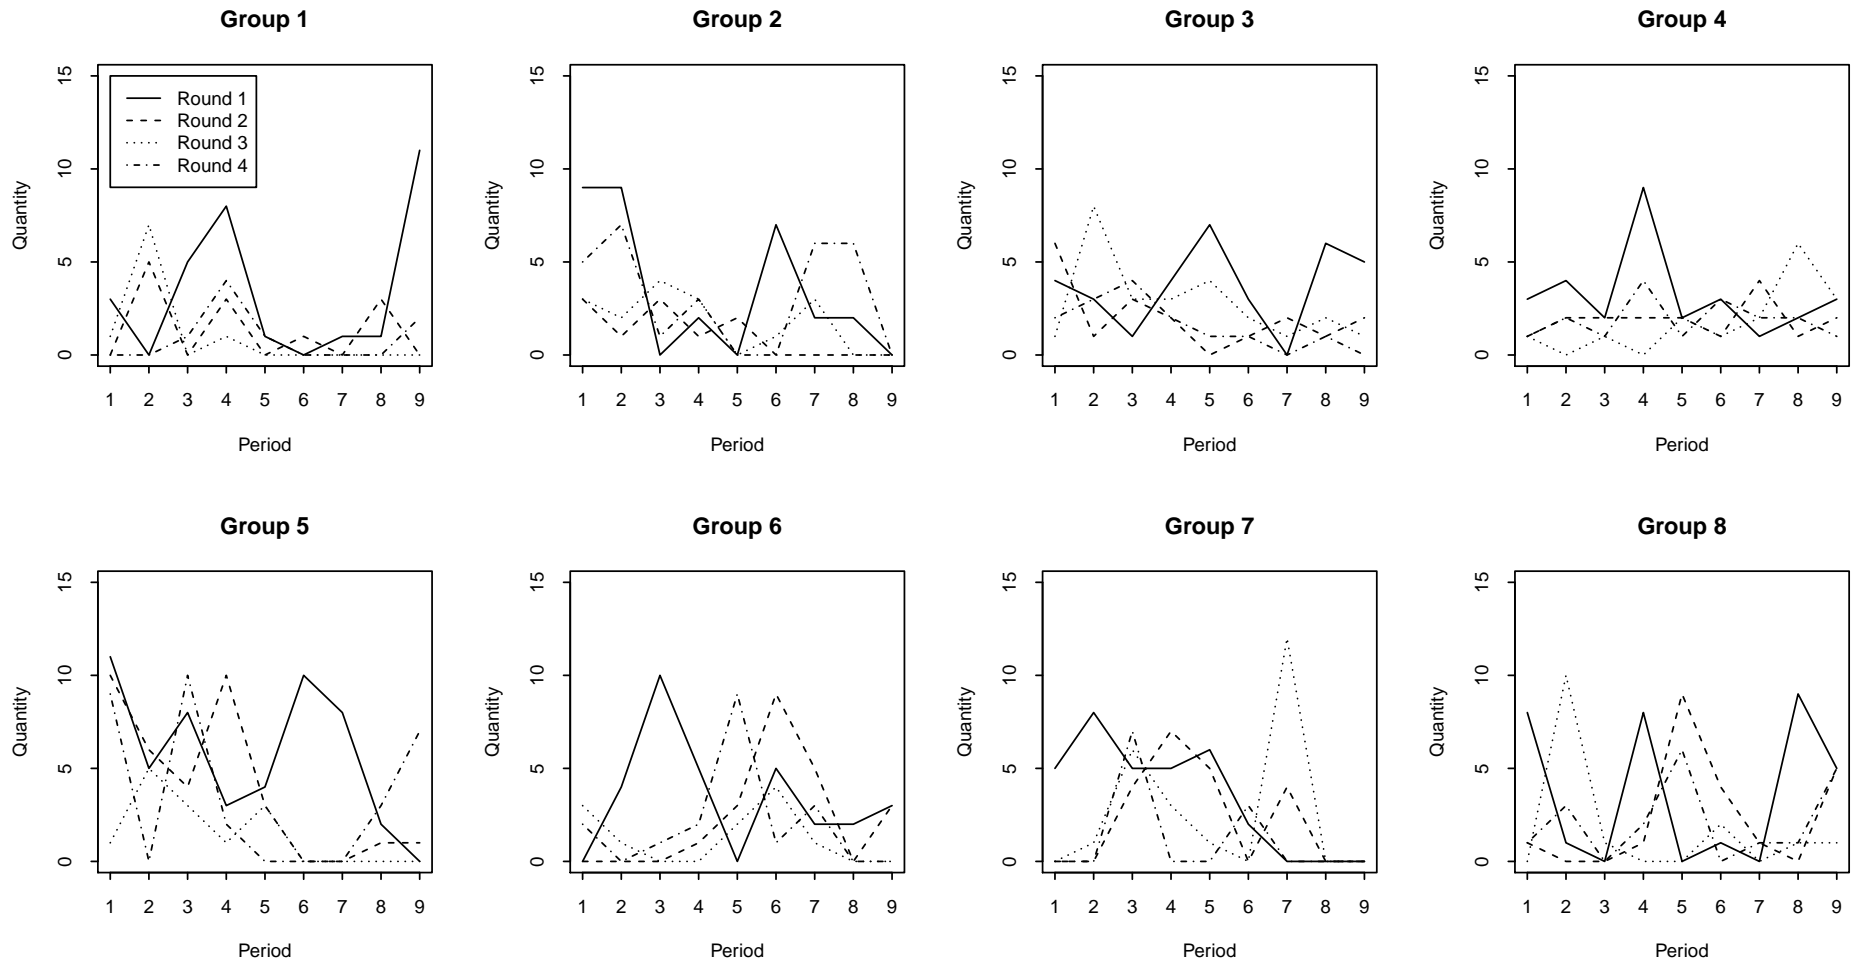 Group 1
Quantity
15
10
5
0
Round 1
Round 2
Round 3
Round 4
1 2 3 4 5 6 7 8 9
Period
Group 2
Quantity
15
10
5
0
1 2 3 4 5 6 7 8 9
Period
Group 3
Quantity
15
10
5
0
1 2 3 4 5 6 7 8 9
Period
Group 4
Quantity
15
10
5
0
1 2 3 4 5 6 7 8 9
Period
Group 5
Quantity
15
10
5
0
1 2 3 4 5 6 7 8 9
Period
Group 6
Quantity
15
10
5
0
1 2 3 4 5 6 7 8 9
Period
Group 7
Quantity
15
10
5
0
1 2 3 4 5 6 7 8 9
Period
Group 8
Quantity
15
10
5
0
1 2 3 4 5 6 7 8 9
Period